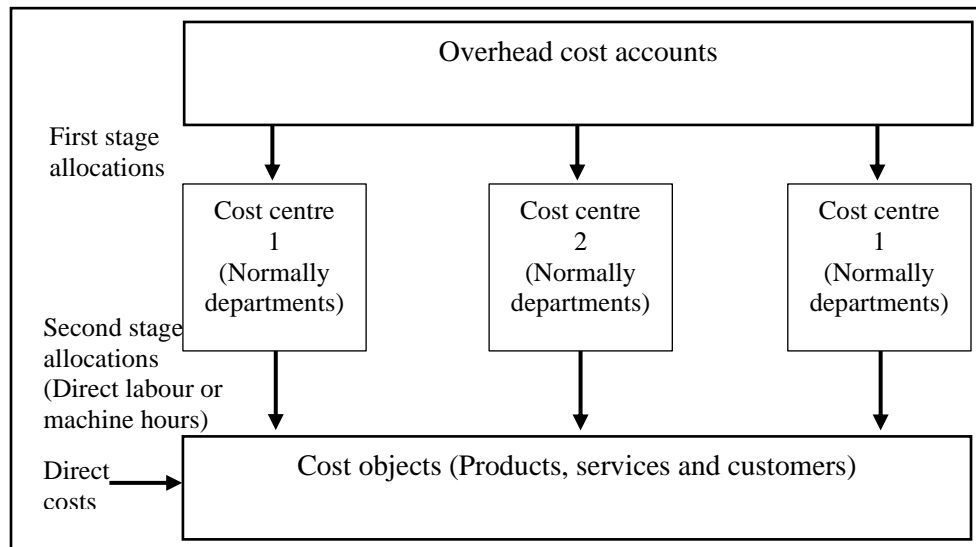 Overhead cost accounts
First stage
allocations
Cost centre
1
(Normally
departments)
Cost centre
2
(Normally
departments)
Cost centre
1
(Normally
departments)
Second stage
allocations
(Direct labour or
machine hours)
Direct
costs
Cost objects (Products, services and customers)